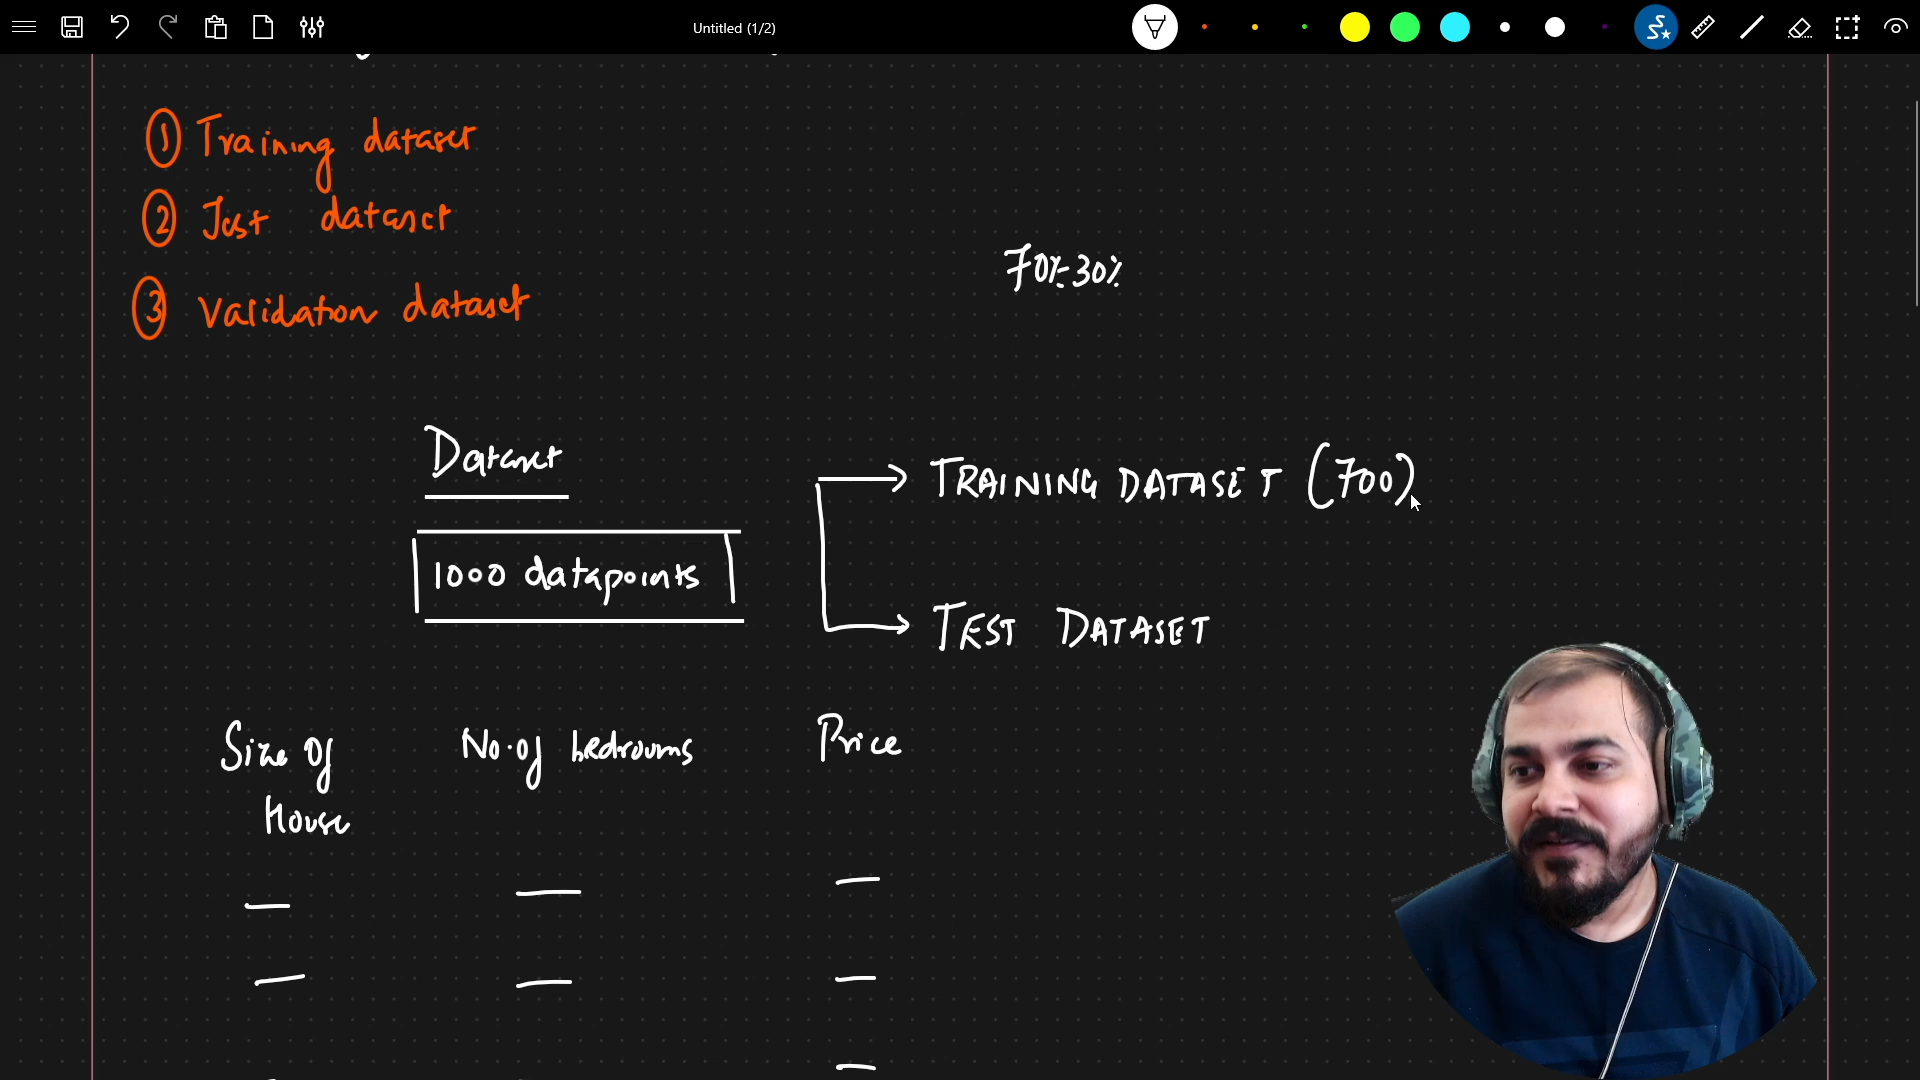 Untitled (1/2)
① Training dataset
② Test dataset
③ Validation dataset
70%-30%
Dataset
1000 datapoints
TRAINING DATASET (700)
TEST DATASET
Size Of House
No. of bedrooms
Price